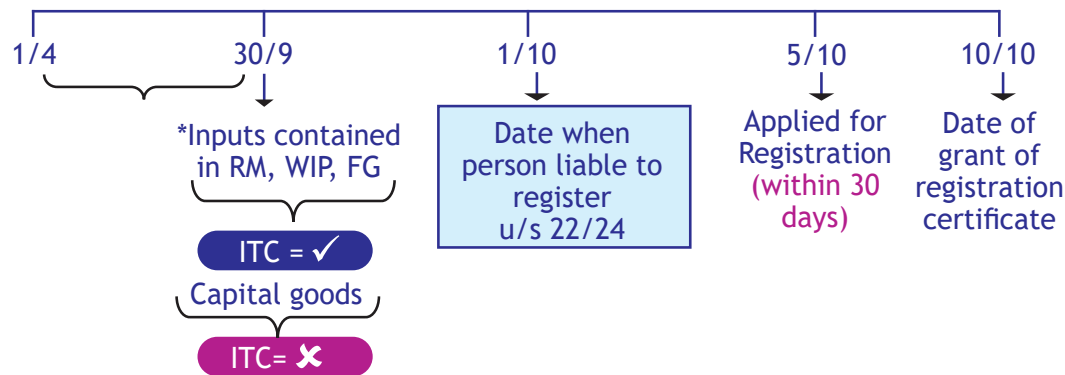 1/4
30/9
1/10
5/10
10/10
*Inputs contained
in RM, WIP, FG
ITC = ✓
Capital goods
ITC= ✘
Date when
person liable to
register
u/s 22/24
Applied for
Registration
(within 30
days)
Date of
grant of
registration
certificate